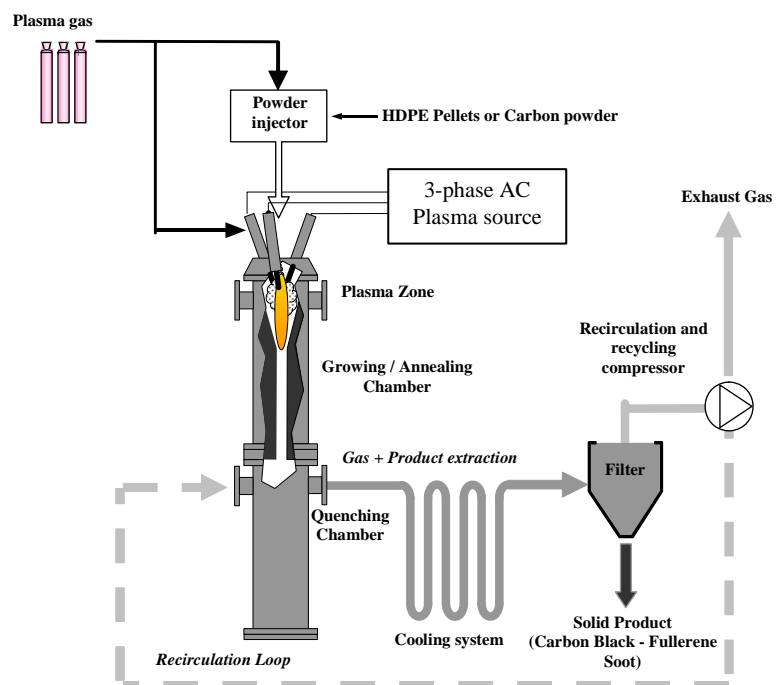 Plasma gas
Powder
injector
HDPE Pellets or Carbon powder
3-phase AC
Plasma source
Exhaust Gas
Plasma Zone
Recirculation and
recycling
compressor
Growing / Annealing
Chamber
Gas + Product extraction
Filter
Quenching
Chamber
Cooling system
Solid Product
(Carbon Black - Fullerene
Soot)
Recirculation Loop